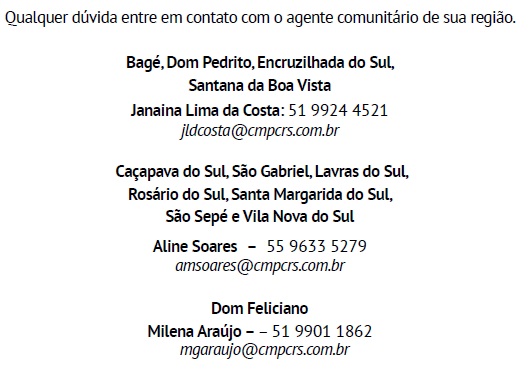 Qualquer dúvida entre em contato com o agente comunitário de sua região.
Bagé, Dom Pedrito, Encruzilhada do Sul,
Santana da Boa Vista
Janaina Lima da Costa: 51 9924 4521
jldcosta@cmpcrs.com.br
Caçapava do Sul, São Gabriel, Lavras do Sul,
Rosário do Sul, Santa Margarida do Sul,
São Sepé e Vila Nova do Sul
Aline Soares – 55 9633 5279
amsoares@cmpcrs.com.br
Dom Feliciano
Milena Araújo – – 51 9901 1862
mgaraujo@cmpcrs.com.br